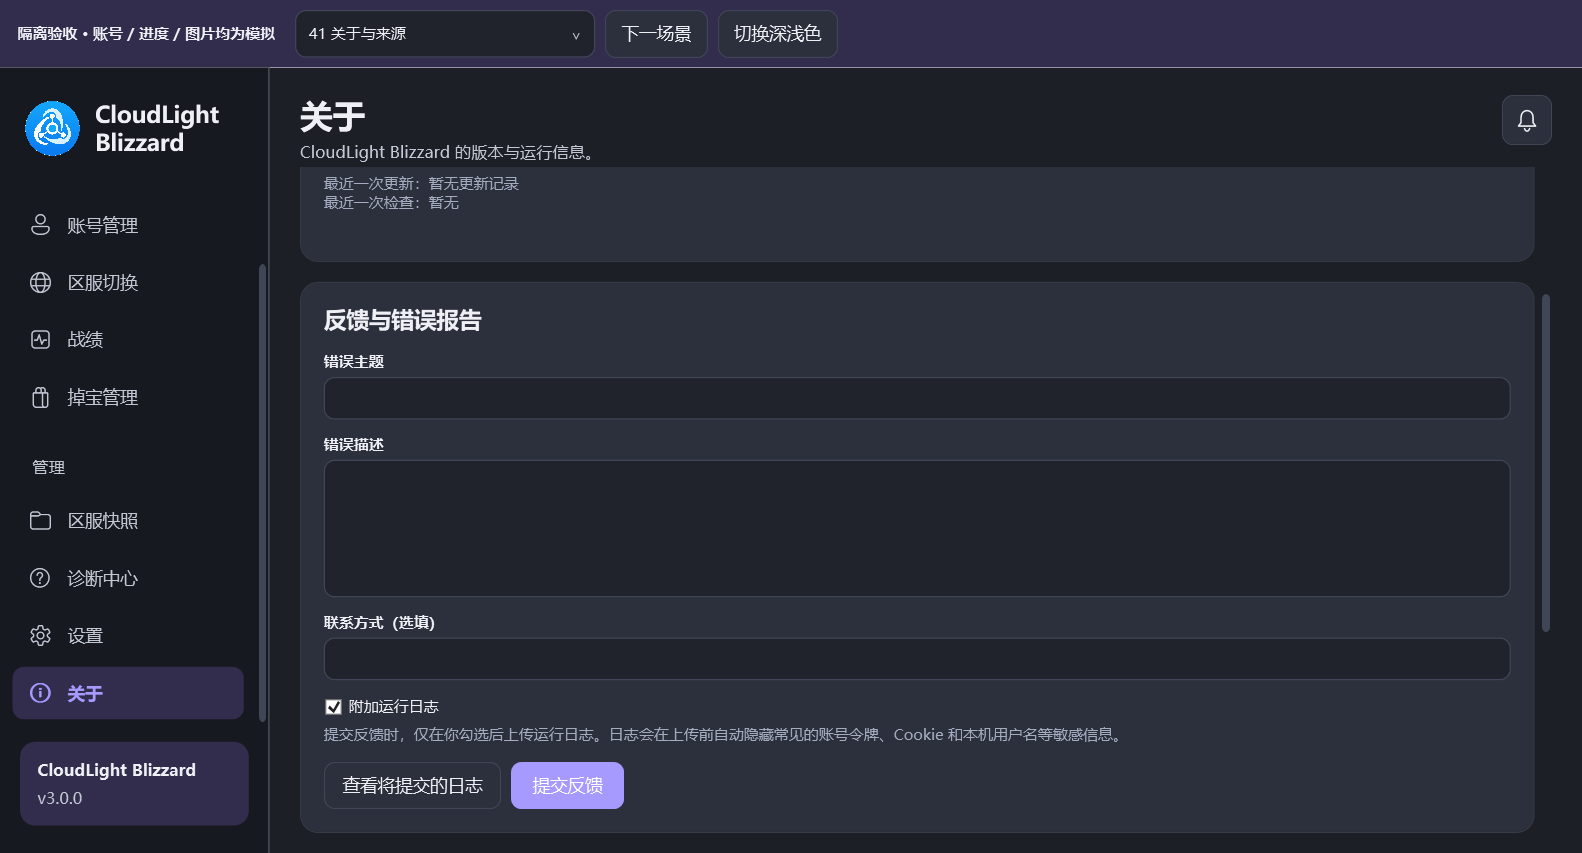 隔离验收 • 账号 / 进度 / 图片均为模拟
41 关于与来源
下一场景
切换深浅色
CloudLight
Blizzard
账号管理
区服切换
战绩
掉宝管理
管理
区服快照
诊断中心
设置
关于
CloudLight Blizzard
v3.0.0
关于
CloudLight Blizzard 的版本与运行信息。
最近一次更新：暂无更新记录
最近一次检查：暂无
反馈与错误报告
错误主题
错误描述
联系方式（选填）
附加运行日志
提交反馈时，仅在你勾选后上传运行日志。日志会在上传前自动隐藏常见的账号令牌、Cookie 和本机用户名等敏感信息。
查看将提交的日志
提交反馈